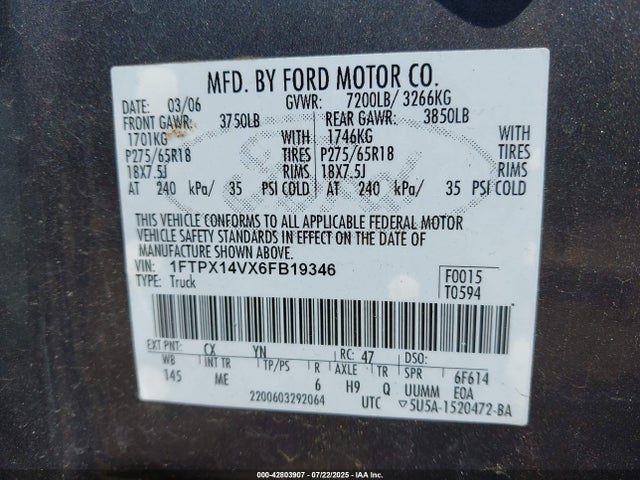 MFD. BY FORD MOTOR CO.
DATE: 03/06 GVWR: 7200LB/ 3266KG
FRONT GAWR: 3750LB REAR GAWR: 3850LB
1701KG WITH 1746KG WITH
P275/65R18 TIRES P275/65R18 TIRES
18X7.5J RIMS 18X7.5J RIMS
AT 240 kPa/ 35 PSI COLD AT 240 kPa/ 35 PSI COLD
THIS VEHICLE CONFORMS TO ALL APPLICABLE FEDERAL MOTOR
VEHICLE SAFETY STANDARDS IN EFFECT ON THE DATE OF
MANUFACTURE SHOWN ABOVE.
VIN: 1FTPX14VX6FB19346 F0015
TYPE: Truck T0594
EXT PNT: CX YN RC: 47 DSO:
WB INT TR TP/PS R AXLE TR SPR 6F614
145 ME 6 H9 Q UUMM E0A
2200603292064 UTC ▽5U5A-1520472-BA
000-42803907 - 07/22/2025 - IAAI.Inc.